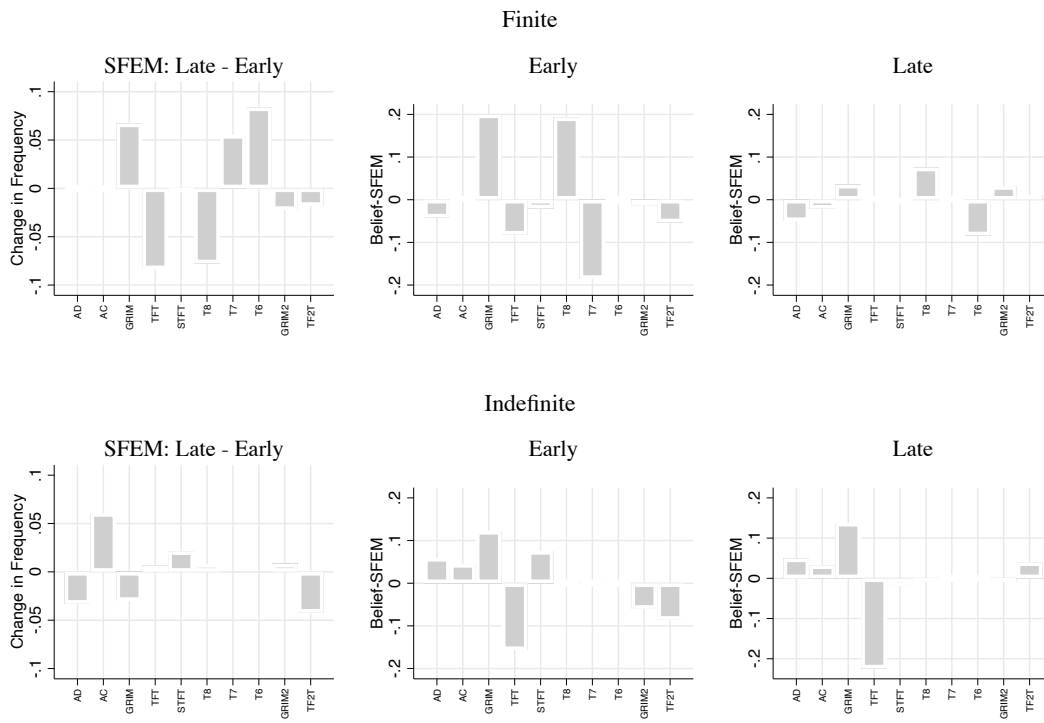 Finite
SFEM: Late - Early
Change in Frequency
.1
.05
0
-.05
-.1
AD AC GRIM TFT STFT T8 T7 T6 GRIM2 TF2T
Early
Belief-SFEM
.2
.1
0
-.1
-.2
AD AC GRIM TFT STFT T8 T7 T6 GRIM2 TF2T
Late
Belief-SFEM
.2
.1
0
-.1
-.2
AD AC GRIM TFT STFT T8 T7 T6 GRIM2 TF2T
Indefinite
SFEM: Late - Early
Change in Frequency
.1
.05
0
-.05
-.1
AD AC GRIM TFT STFT T8 T7 T6 GRIM2 TF2T
Early
Belief-SFEM
.2
.1
0
-.1
-.2
AD AC GRIM TFT STFT T8 T7 T6 GRIM2 TF2T
Late
Belief-SFEM
.2
.1
0
-.1
-.2
AD AC GRIM TFT STFT T8 T7 T6 GRIM2 TF2T